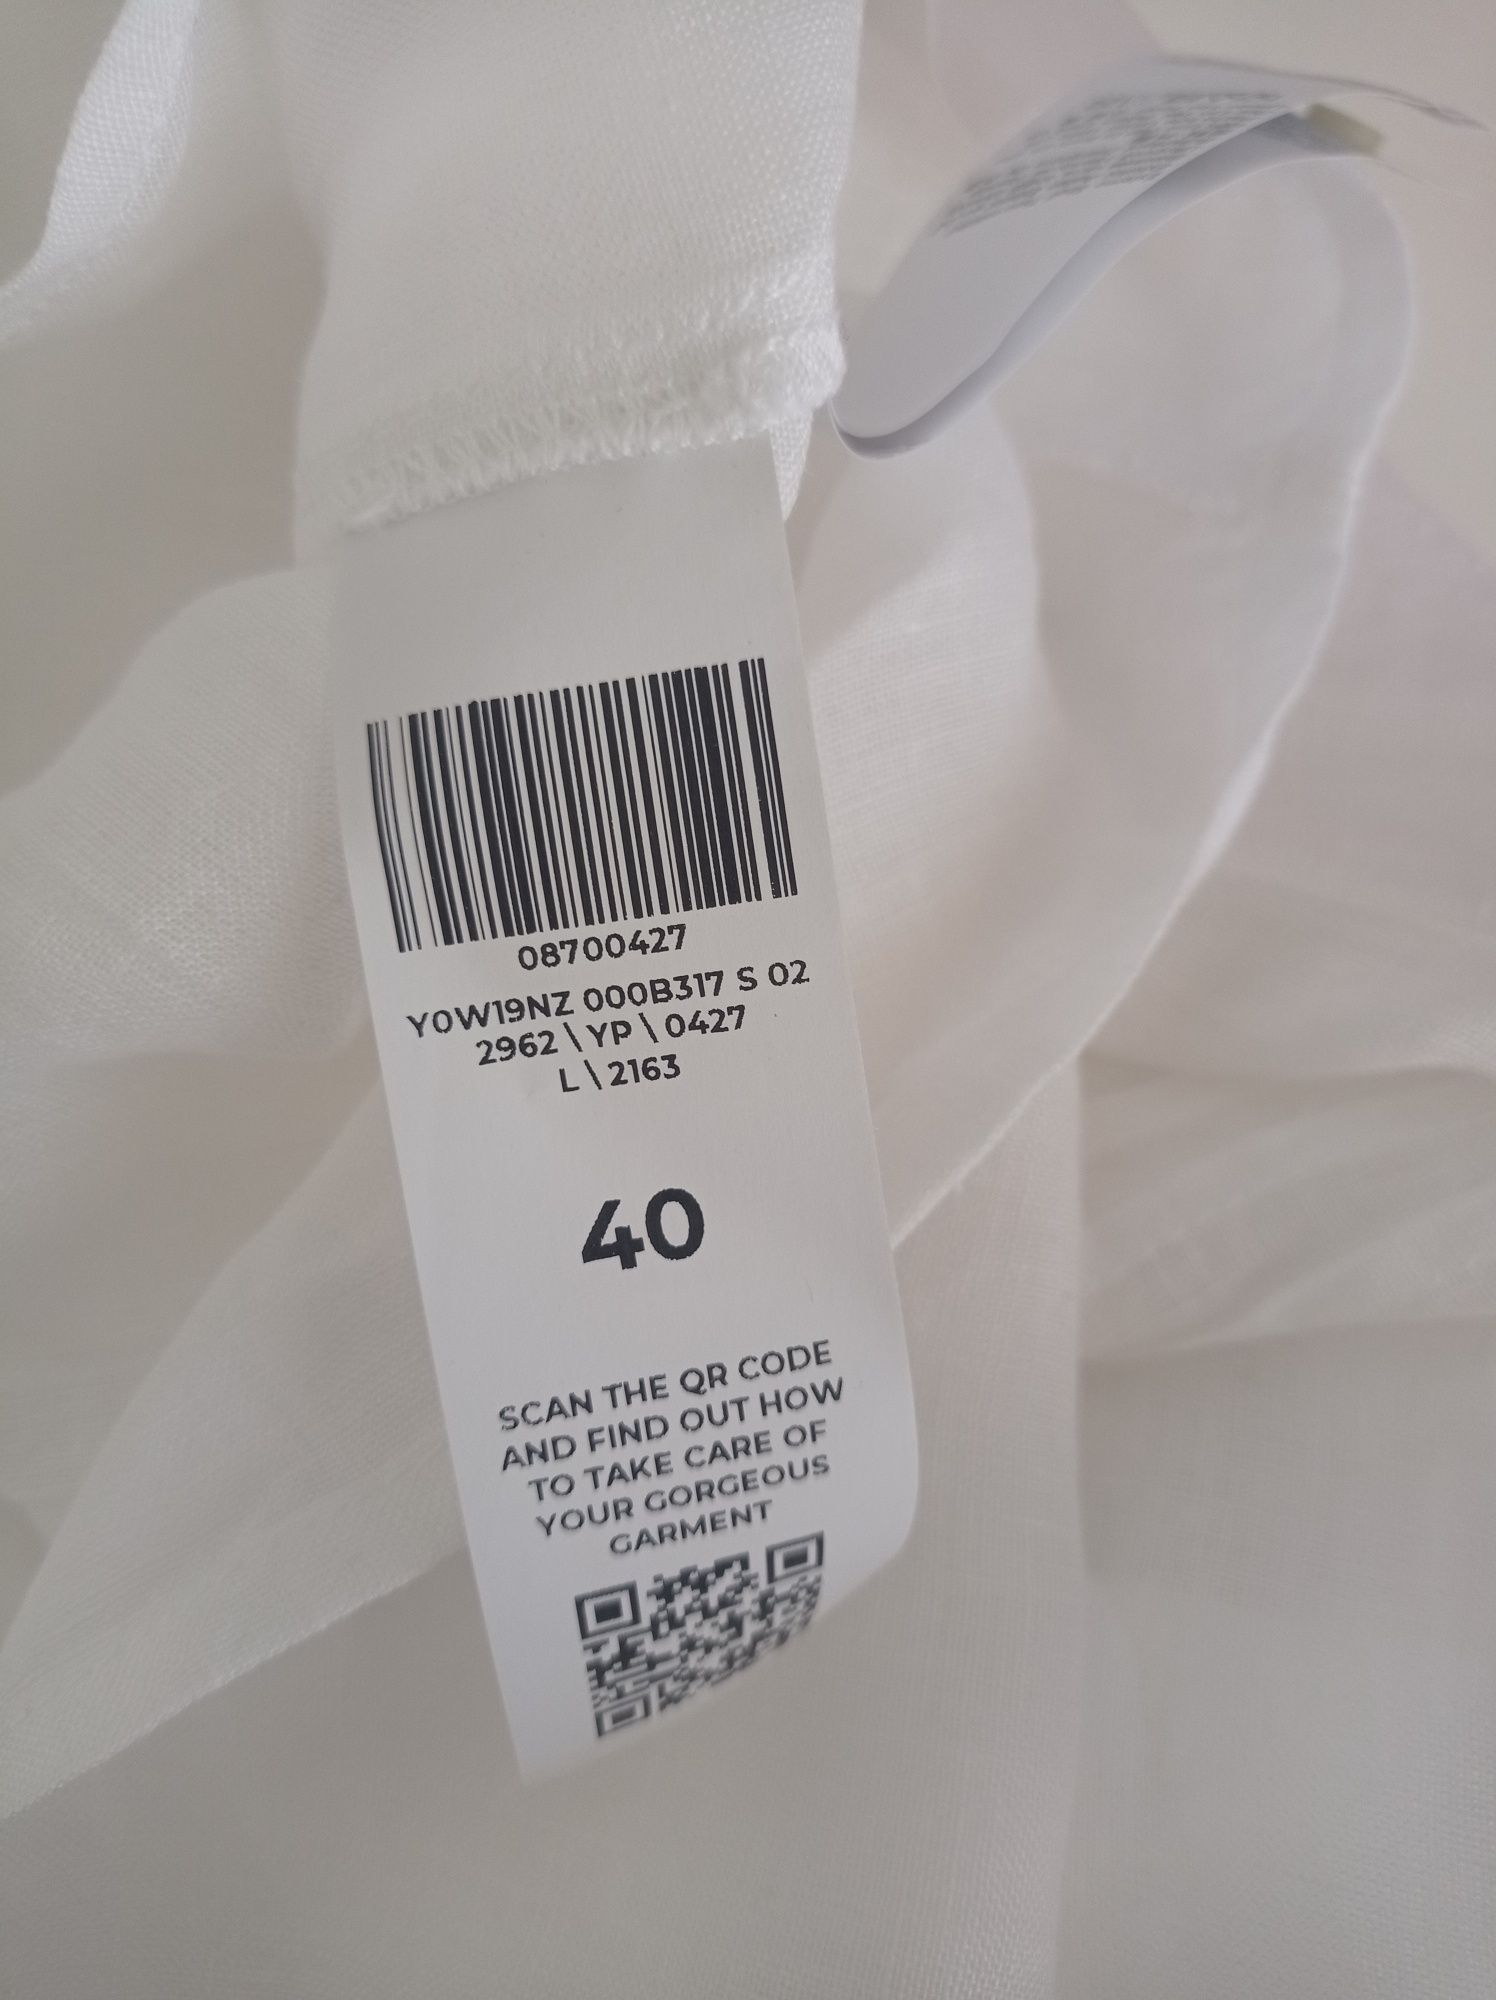 08700427
Y0W19NZ 000B317 S 02
2962 \ YP \ 0427
L \ 2163
40
SCAN THE QR CODE
AND FIND OUT HOW
TO TAKE CARE OF
YOUR GORGEOUS
GARMENT